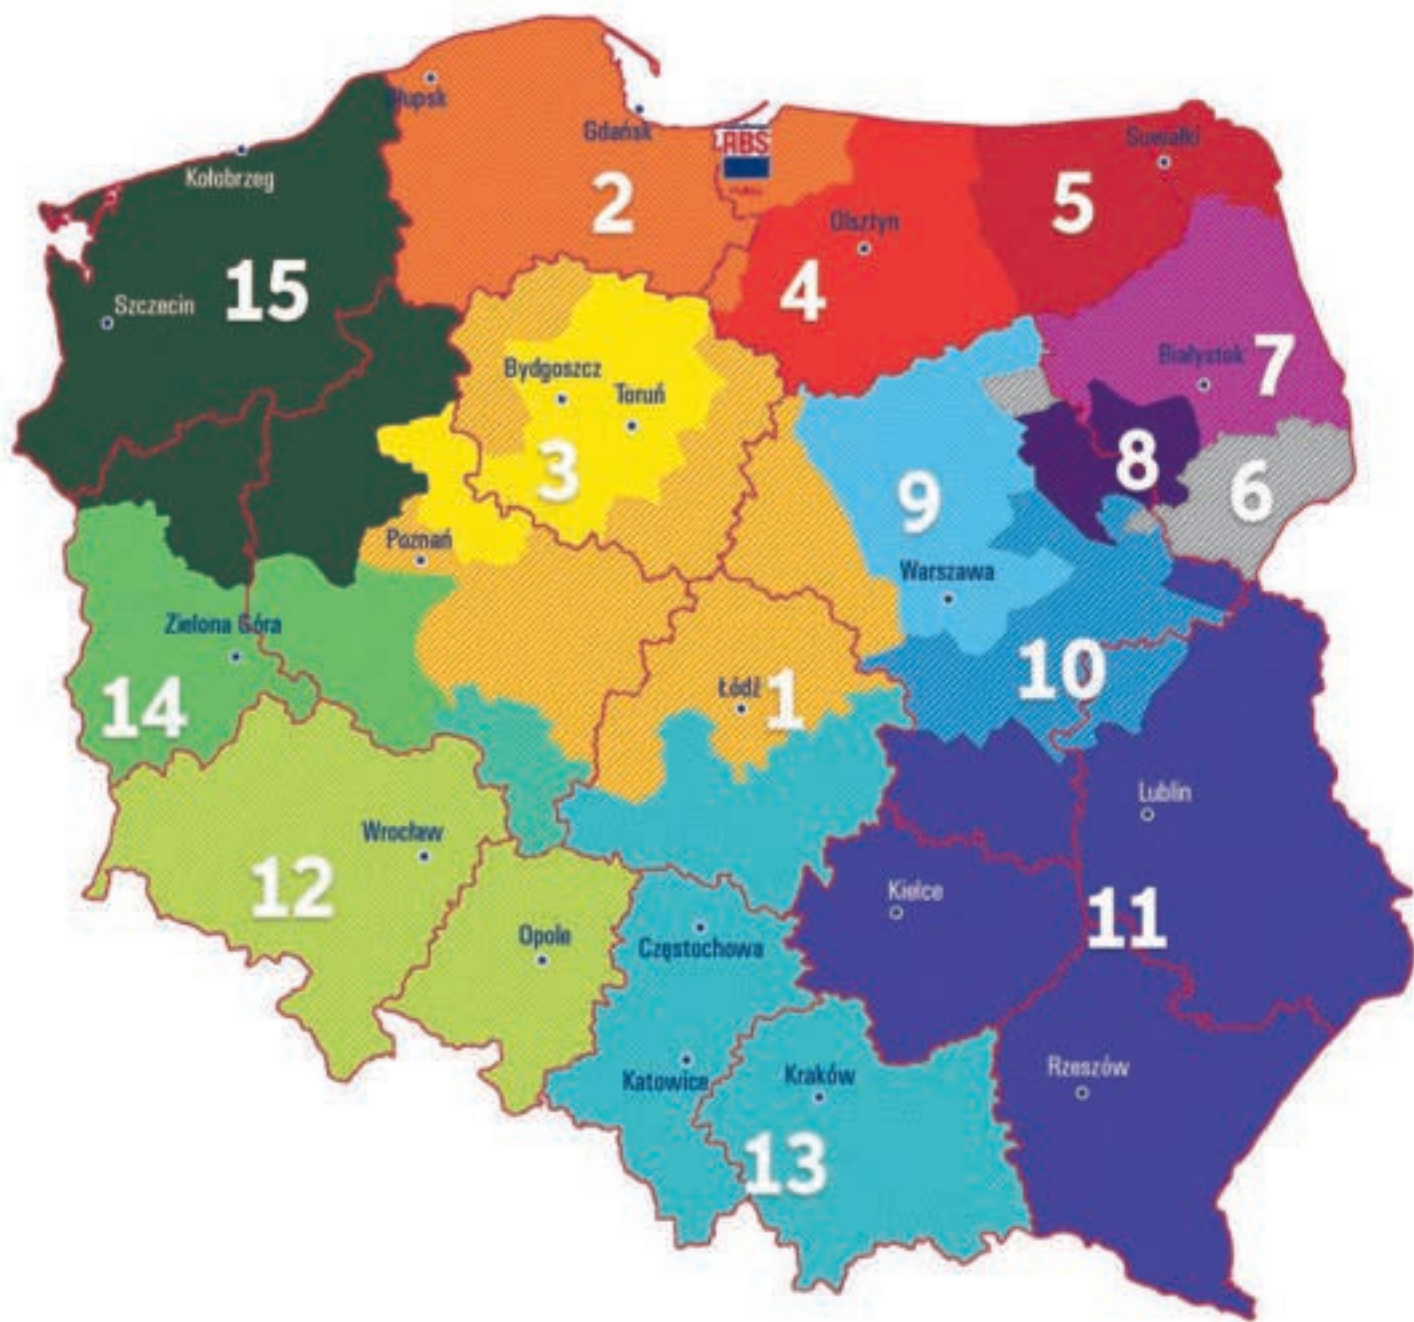 Słupsk
Gdańsk
RBS
Suwałki
Kołobrzeg
2
5
Olsztyn
15
4
Szczecin
Bydgoszcz
Toruń
Białystok
7
3
9
8
6
Poznań
Warszawa
Zielona Góra
10
14
Łódź
1
Lublin
Wrocław
12
Kielce
11
Opole
Częstochowa
Katowice
Kraków
Rzeszów
13